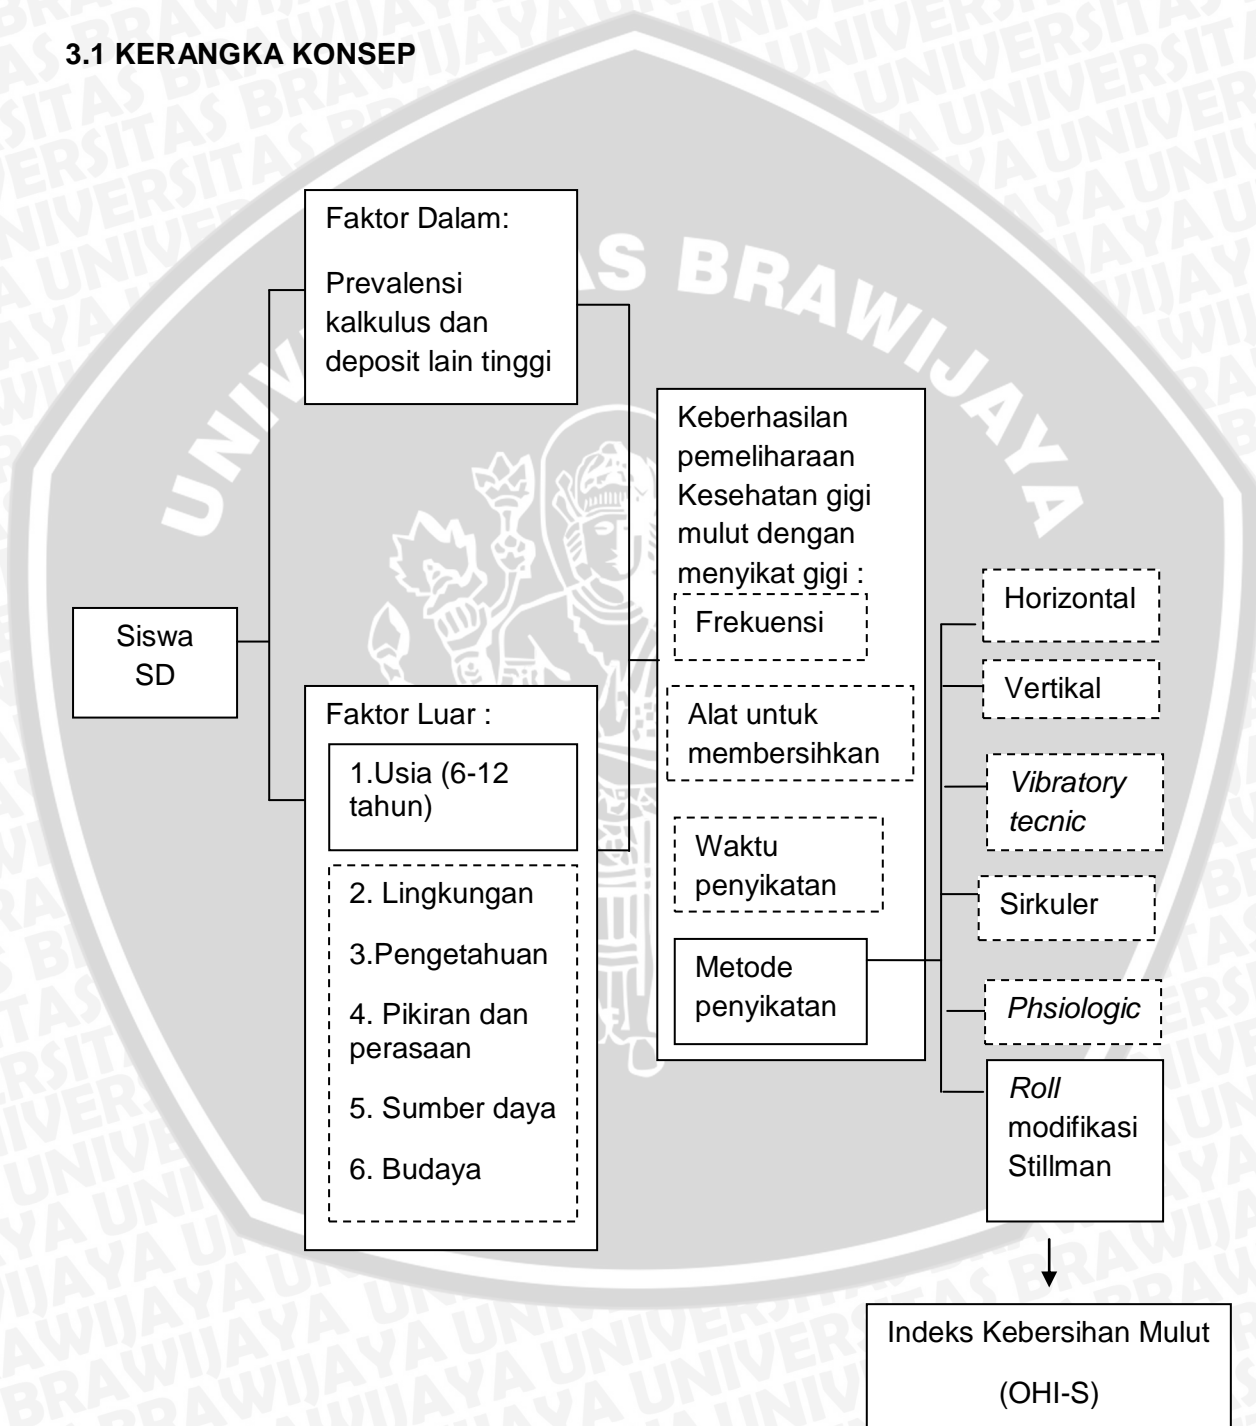 3.1 KERANGKA KONSEP
Faktor Dalam:
Prevalensi
kalkulus dan
deposit lain tinggi
Siswa
SD
Faktor Luar :
1.Usia (6-12
tahun)
2. Lingkungan
3.Pengetahuan
4. Pikiran dan
perasaan
5. Sumber daya
6. Budaya
Keberhasilan
pemeliharaan
Kesehatan gigi
mulut dengan
menyikat gigi :
Frekuensi
Alat untuk
membersihkan
Waktu
penyikatan
Metode
penyikatan
Horizontal
Vertikal
Vibratory
tecnic
Sirkuler
Phsiologic
Roll
modifikasi
Stillman
Indeks Kebersihan Mulut
(OHI-S)